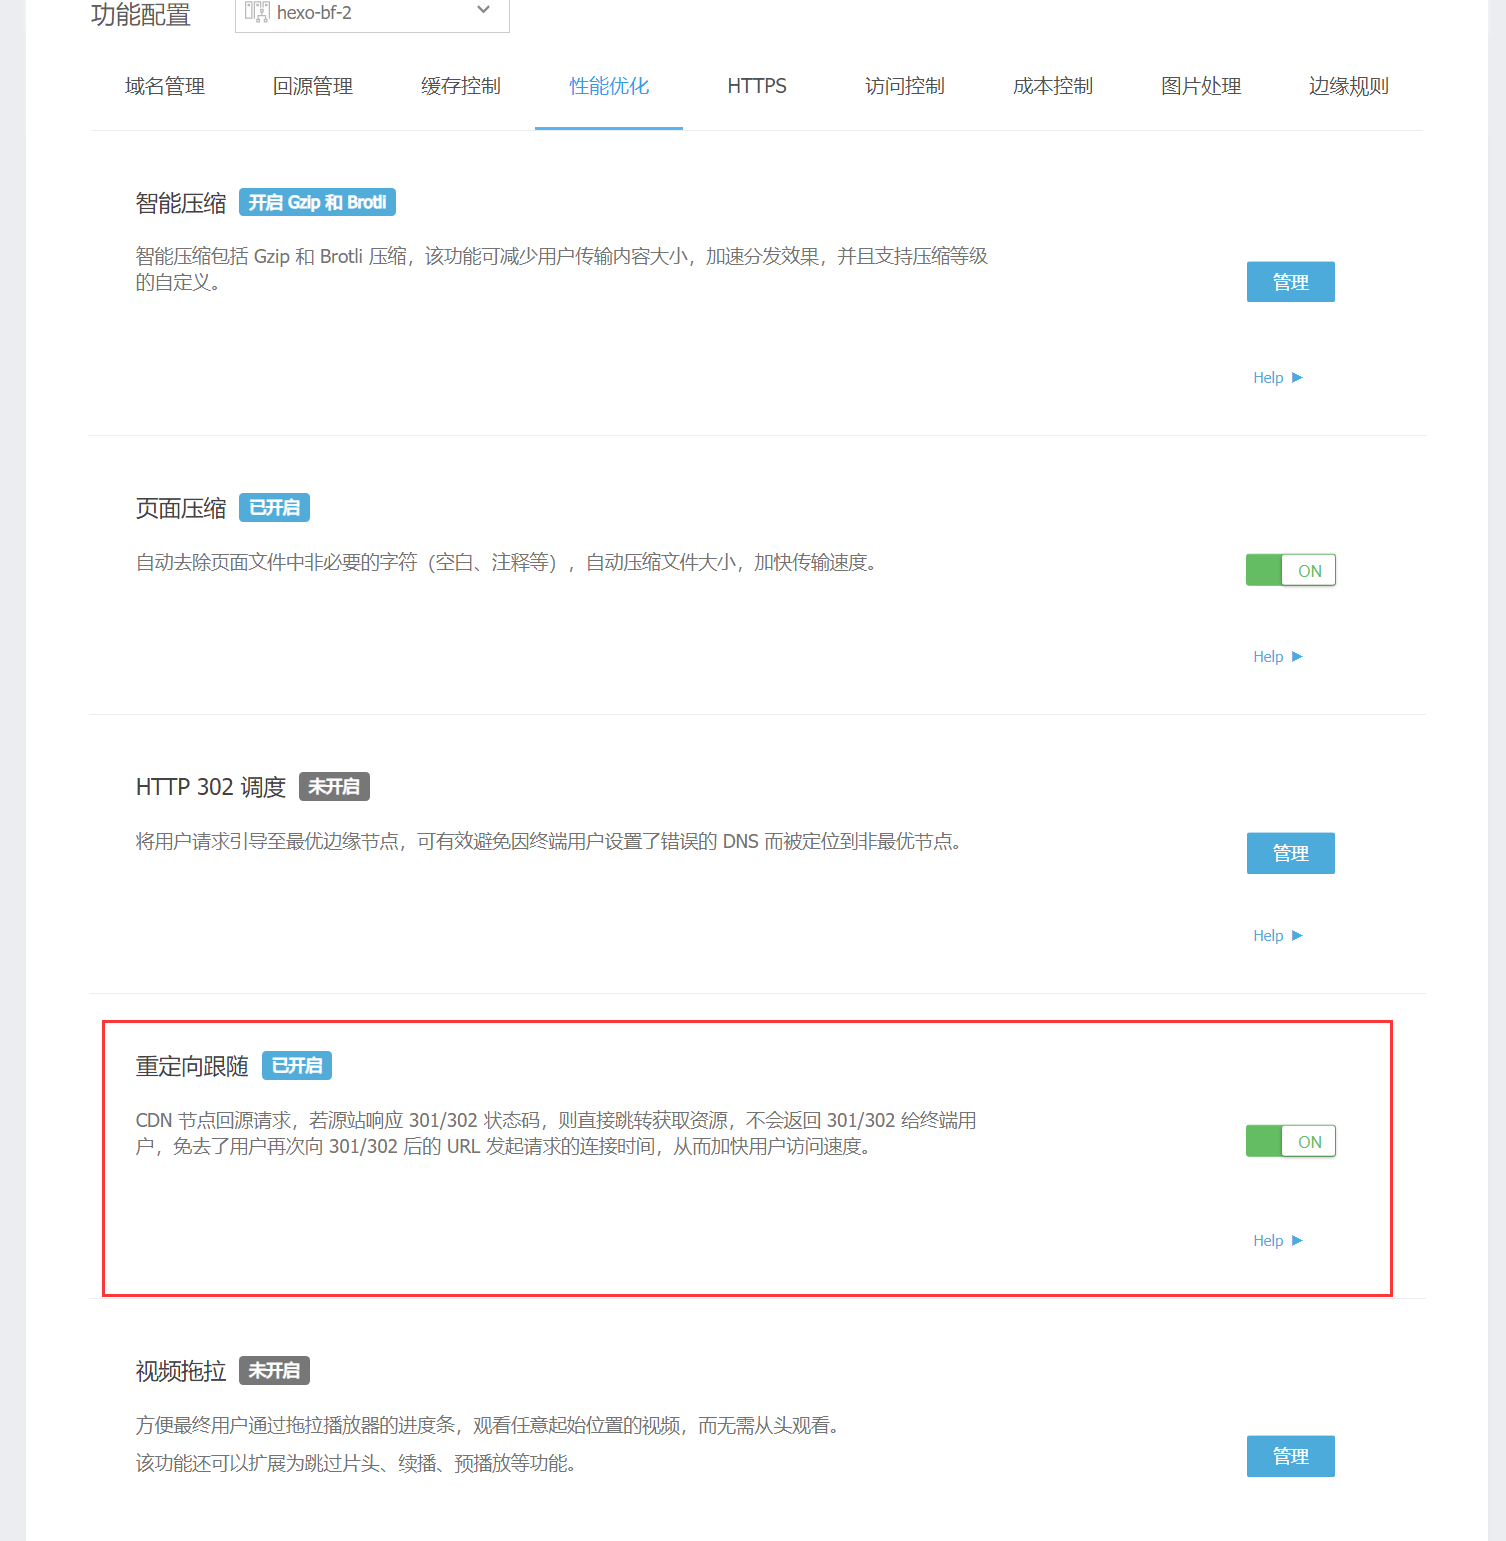 功能配置
hexo-bf-2
域名管理 回源管理 缓存控制 性能优化 HTTPS 访问控制 成本控制 图片处理 边缘规则
智能压缩 开启 Gzip 和 Brotli
智能压缩包括 Gzip 和 Brotli 压缩，该功能可减少用户传输内容大小，加速分发效果，并且支持压缩等级
的自定义。
管理
Help
页面压缩 已开启
自动去除页面文件中非必要的字符（空白、注释等），自动压缩文件大小，加快传输速度。
ON
Help
HTTP 302 调度 未开启
将用户请求引导至最优边缘节点，可有效避免因终端用户设置了错误的 DNS 而被定位到非最优节点。
管理
Help
重定向跟随 已开启
CDN 节点回源请求，若源站响应 301/302 状态码，则直接跳转获取资源，不会返回 301/302 给终端用
户，免去了用户再次向 301/302 后的 URL 发起请求的连接时间，从而加快用户访问速度。
ON
Help
视频拖拉 未开启
方便最终用户通过拖拉播放器的进度条，观看任意起始位置的视频，而无需从头观看。
该功能还可以扩展为跳过片头、续播、预播放等功能。
管理